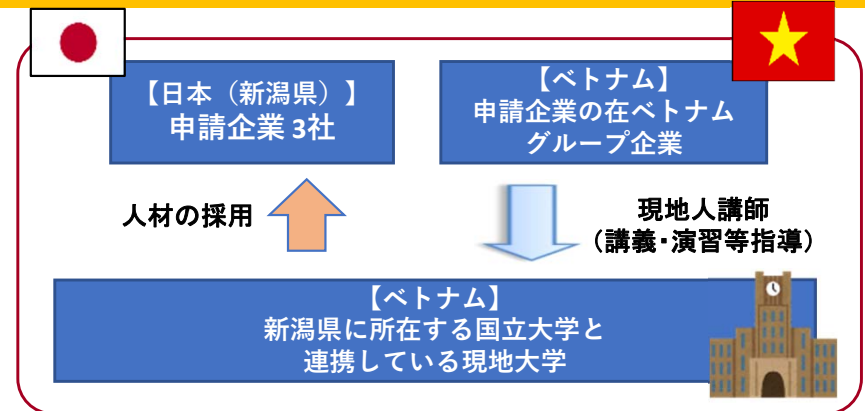 【日本（新潟県）】
申請企業 3社
【ベトナム】
申請企業の在ベトナム
グループ企業
人材の採用
現地人講師
（講義・演習等指導）
【ベトナム】
新潟県に所在する国立大学と
連携している現地大学